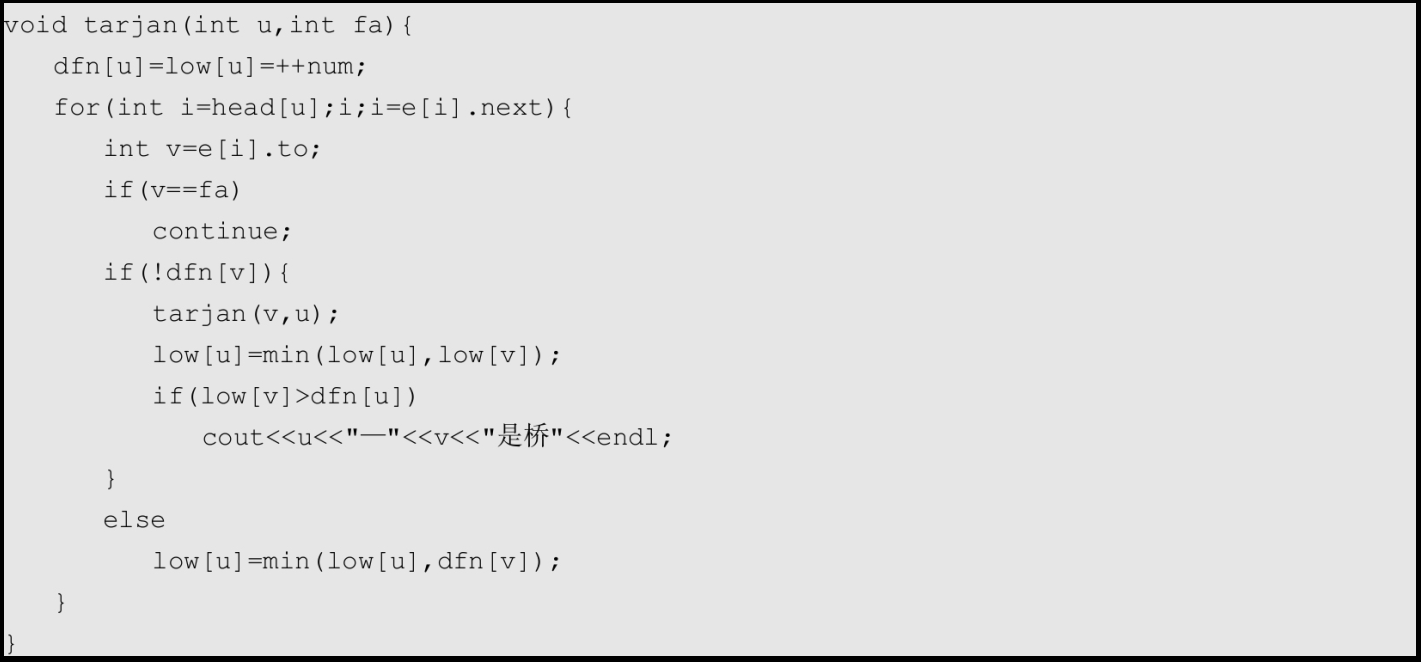 void tarjan(int u,int fa){
dfn[u]=low[u]=++num;
for(int i=head[u];i;i=e[i].next){
int v=e[i].to;
if(v==fa)
continue;
if(!dfn[v]){
tarjan(v,u);
low[u]=min(low[u],low[v]);
if(low[v]>dfn[u])
cout<<u<<"—"<<v<<"是桥"<<endl;
}
else
low[u]=min(low[u],dfn[v]);
}
}